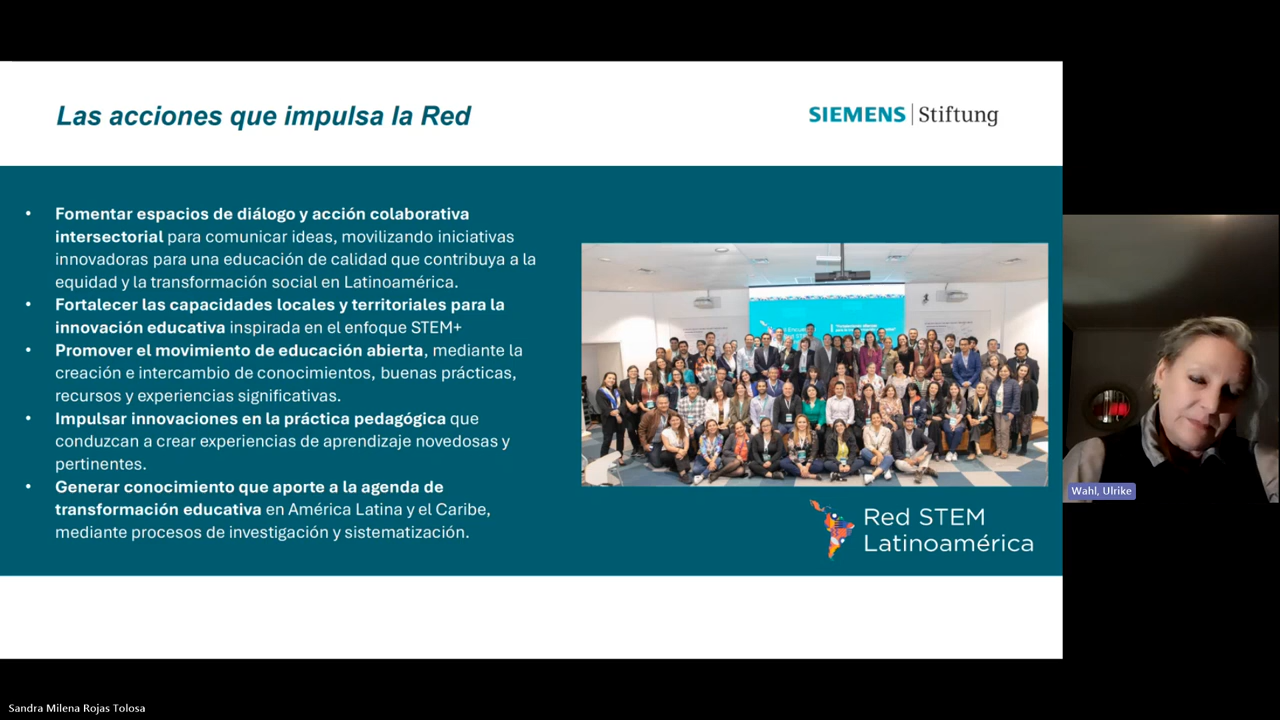 Las acciones que impulsa la Red
SIEMENS | Stiftung
• Fomentar espacios de diálogo y acción colaborativa
intersectorial para comunicar ideas, movilizando iniciativas
innovadoras para una educación de calidad que contribuya a la
equidad y la transformación social en Latinoamérica.
• Fortalecer las capacidades locales y territoriales para la
innovación educativa inspirada en el enfoque STEM+
• Promover el movimiento de educación abierta, mediante la
creación e intercambio de conocimientos, buenas prácticas,
recursos y experiencias significativas.
• Impulsar innovaciones en la práctica pedagógica que
conduzcan a crear experiencias de aprendizaje novedosas y
pertinentes.
• Generar conocimiento que aporte a la agenda de
transformación educativa en América Latina y el Caribe,
mediante procesos de investigación y sistematización.
Red STEM
Latinoamérica
Wahl, Ulrike
Sandra Milena Rojas Tolosa